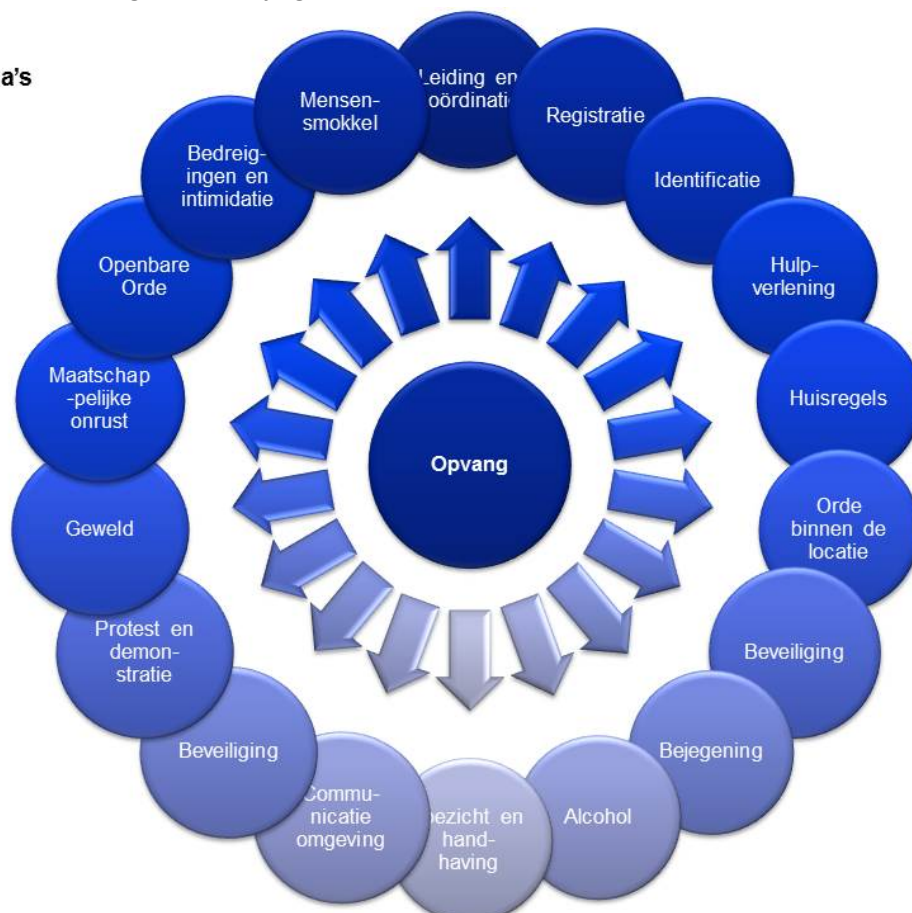 a's
Leiding en
coördinatie
Registratie
Identificatie
Hulp-
verlening
Huisregels
Orde
binnen de
locatie
Beveiliging
Bejegening
Alcohol
Toezicht en
hand-
having
Commu-
nicatie
omgeving
Beveiliging
Protest en
demon-
stratie
Geweld
Maatschap
-pelijke
onrust
Openbare
Orde
Bedreig-
ingen en
intimidatie
Mensen-
smokkel
Opvang